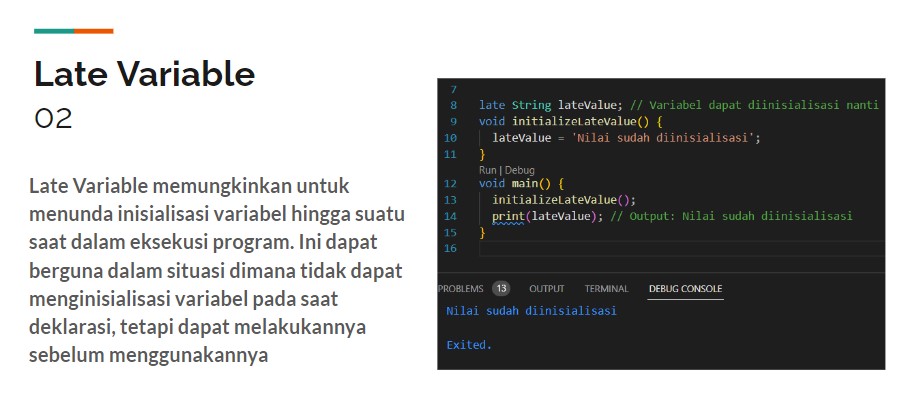 Late Variable
02
Late Variable memungkinkan untuk
menunda inisialisasi variabel hingga suatu
saat dalam eksekusi program. Ini dapat
berguna dalam situasi dimana tidak dapat
menginisialisasi variabel pada saat
deklarasi, tetapi dapat melakukannya
sebelum menggunakannya
7
8 late String lateValue; // Variabel dapat diinisialisasi nanti
9 void initializeLateValue() {
10 lateValue = 'Nilai sudah diinisialisasi';
11 }
Run | Debug
12 void main() {
13 initializeLateValue();
14 print(lateValue); // Output: Nilai sudah diinisialisasi
15 }
16
PROBLEMS 13 OUTPUT TERMINAL DEBUG CONSOLE
Nilai sudah diinisialisasi
Exited.